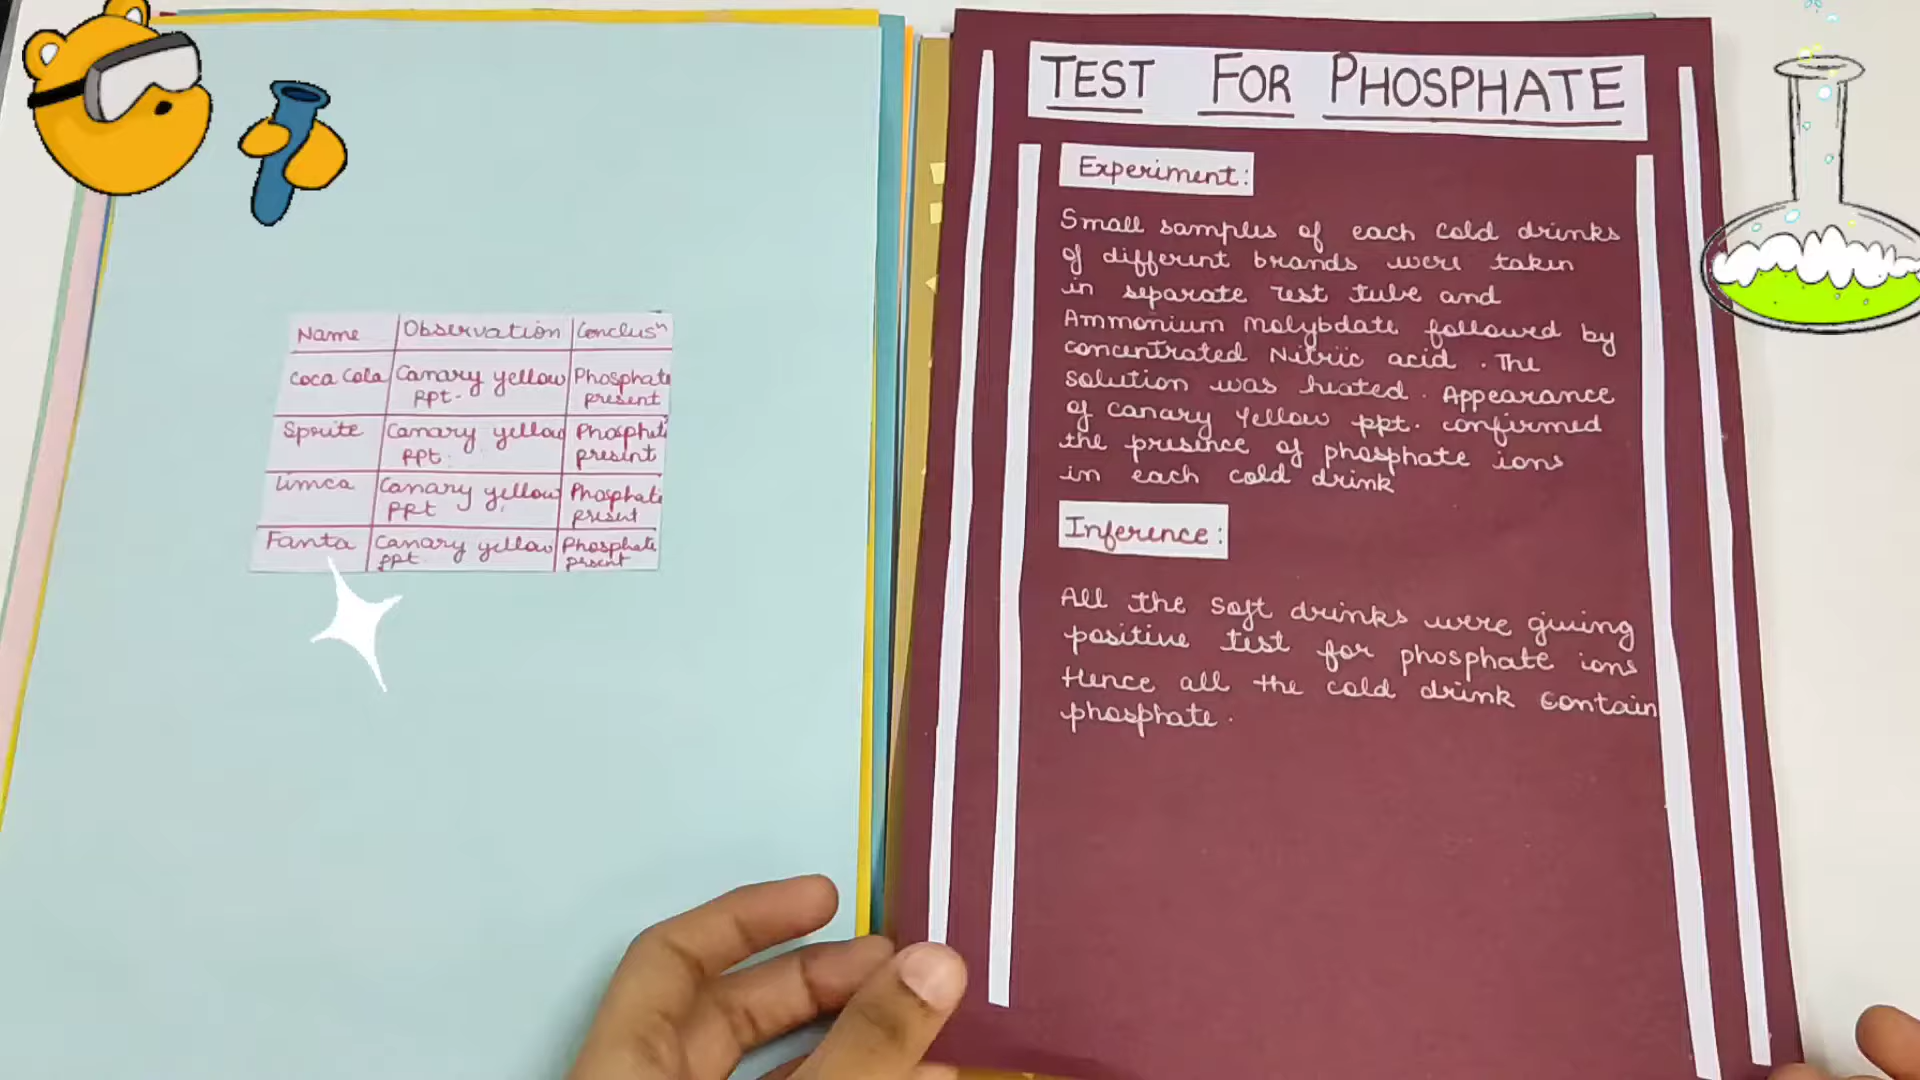 Name Observation Conclusn
Coca Cola Canary yellow ppt. Phosphate present
Sprite Canary yellow ppt. Phosphate present
Limca Canary yellow ppt Phosphate present
Fanta Canary yellow ppt. Phosphate present
TEST FOR PHOSPHATE
Experiment:
Small samples of each cold drinks
of different brands were taken
in separate test tube and
Ammonium Molybdate followed by
concentrated Nitric acid. The
solution was heated. Appearance
of canary yellow ppt. confirmed
the presence of phosphate ions
in each cold drink
Inference:
All the soft drinks were giving
positive test for phosphate ions
Hence all the cold drink contain
phosphate.